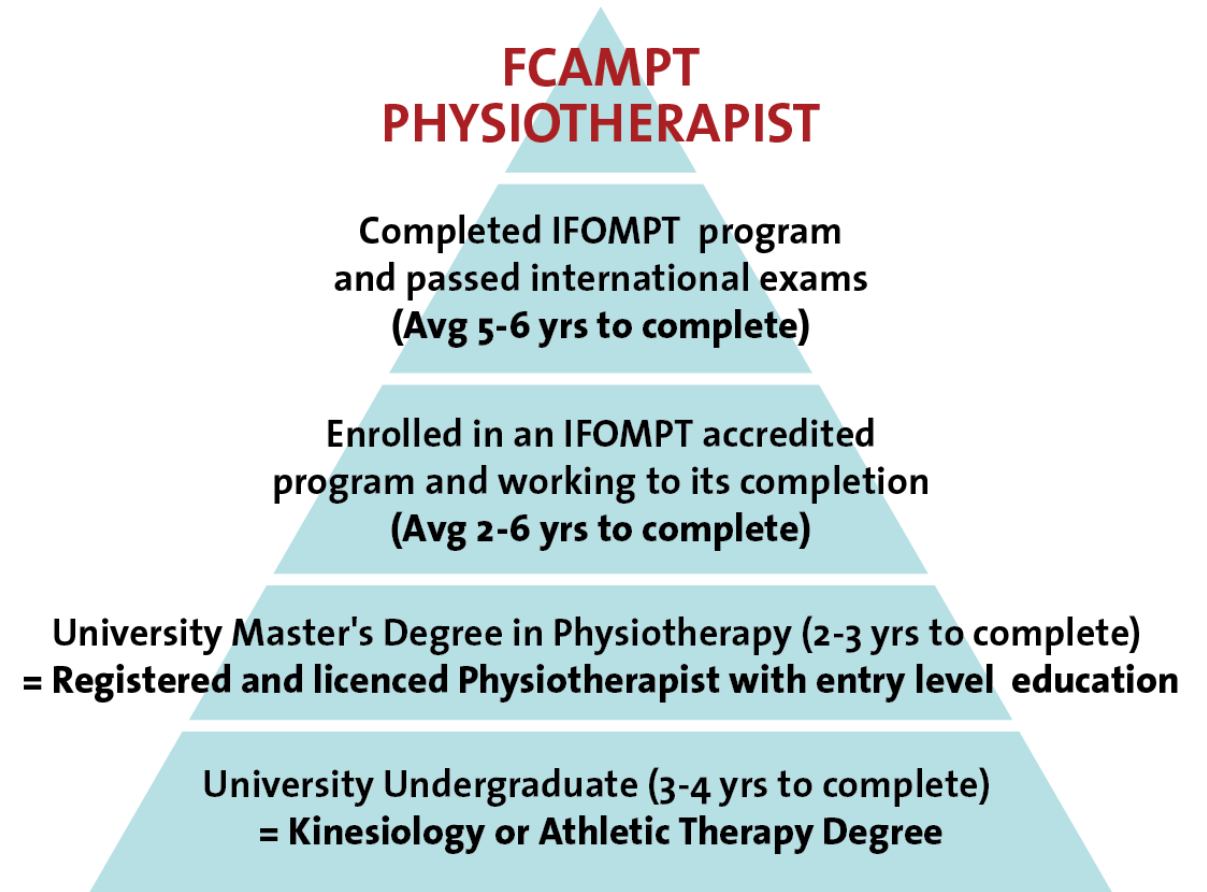 FCAMPT
PHYSIOTHERAPIST
Completed IFOMPT program
and passed international exams
(Avg 5-6 yrs to complete)
Enrolled in an IFOMPT accredited
program and working to its completion
(Avg 2-6 yrs to complete)
University Master's Degree in Physiotherapy (2-3 yrs to complete)
= Registered and licenced Physiotherapist with entry level education
University Undergraduate (3-4 yrs to complete)
= Kinesiology or Athletic Therapy Degree